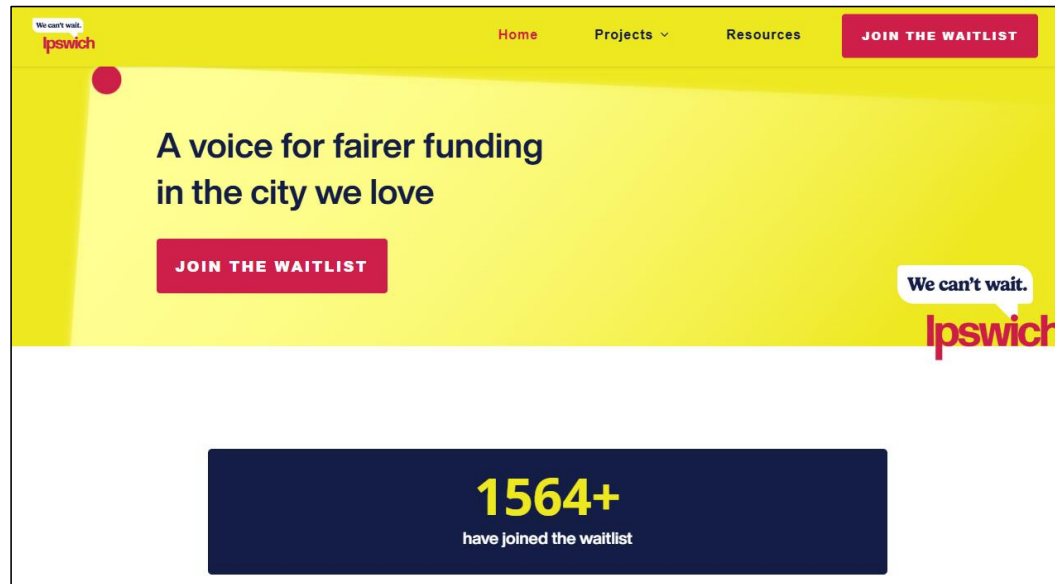 We can't wait.
Ipswich
Home Projects Resources JOIN THE WAITLIST
A voice for fairer funding
in the city we love
JOIN THE WAITLIST
We can't wait.
Ipswich
1564+
have joined the waitlist